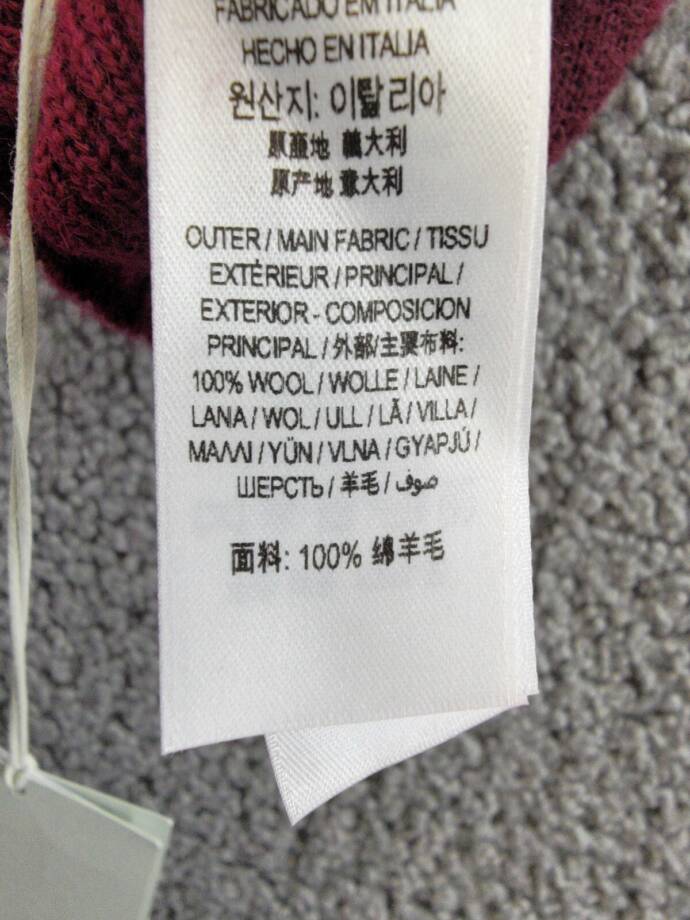 FABRICADO EM ITALIA
HECHO EN ITALIA
원산지: 이탈리아
原產地 義大利
原产地 意大利
OUTER / MAIN FABRIC / TISSU
EXTÉRIEUR / PRINCIPAL /
EXTERIOR - COMPOSICION
PRINCIPAL / 外部/主要布料:
100% WOOL / WOLLE / LAINE /
LANA / WOL / ULL / LÃ / VILLA /
ΜΑΛΛΙ / YÜN / VLNA / GYAPJÚ /
ШЕРСТЬ / 羊毛 / صوف
面料: 100% 绵羊毛